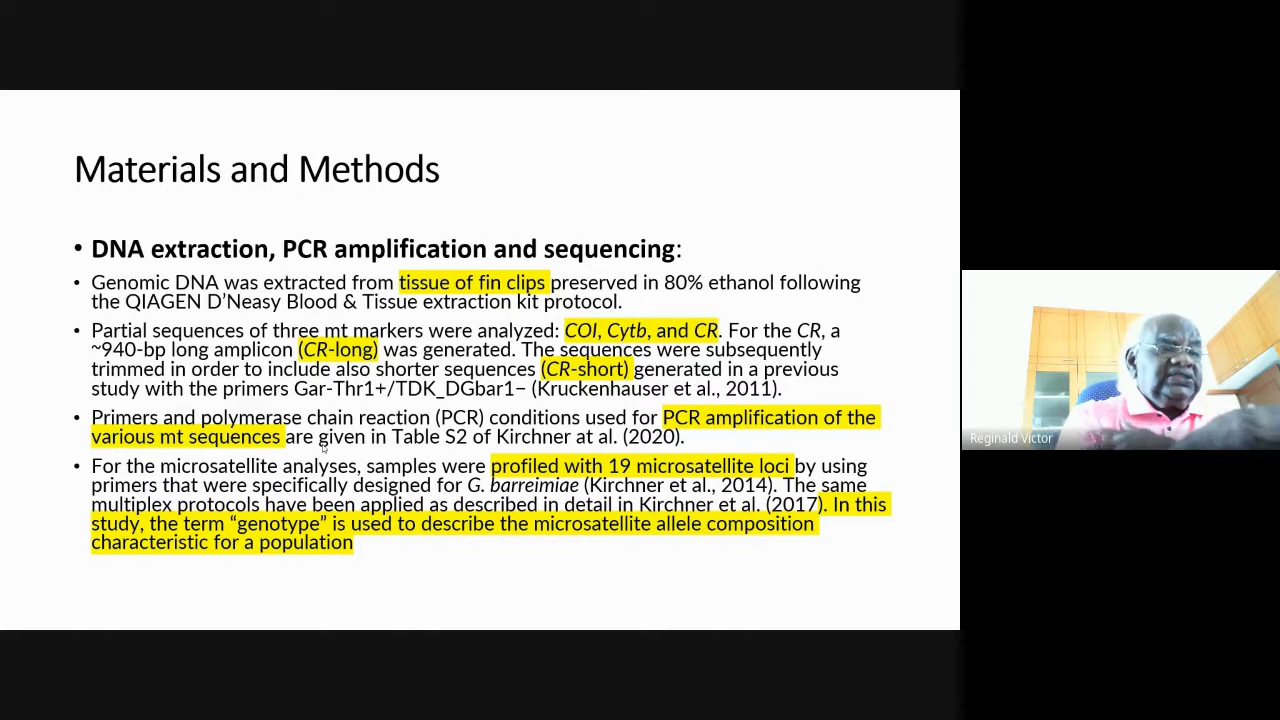 Materials and Methods
• DNA extraction, PCR amplification and sequencing:
• Genomic DNA was extracted from tissue of fin clips preserved in 80% ethanol following
the QIAGEN D’Neasy Blood & Tissue extraction kit protocol.
• Partial sequences of three mt markers were analyzed: COI, Cytb, and CR. For the CR, a
~940-bp long amplicon (CR-long) was generated. The sequences were subsequently
trimmed in order to include also shorter sequences (CR-short) generated in a previous
study with the primers Gar-Thr1+/TDK_DGbar1− (Kruckenhauser et al., 2011).
• Primers and polymerase chain reaction (PCR) conditions used for PCR amplification of the
various mt sequences are given in Table S2 of Kirchner at al. (2020).
• For the microsatellite analyses, samples were profiled with 19 microsatellite loci by using
primers that were specifically designed for G. barreimiae (Kirchner et al., 2014). The same
multiplex protocols have been applied as described in detail in Kirchner et al. (2017). In this
study, the term “genotype” is used to describe the microsatellite allele composition
characteristic for a population
Reginald Victor